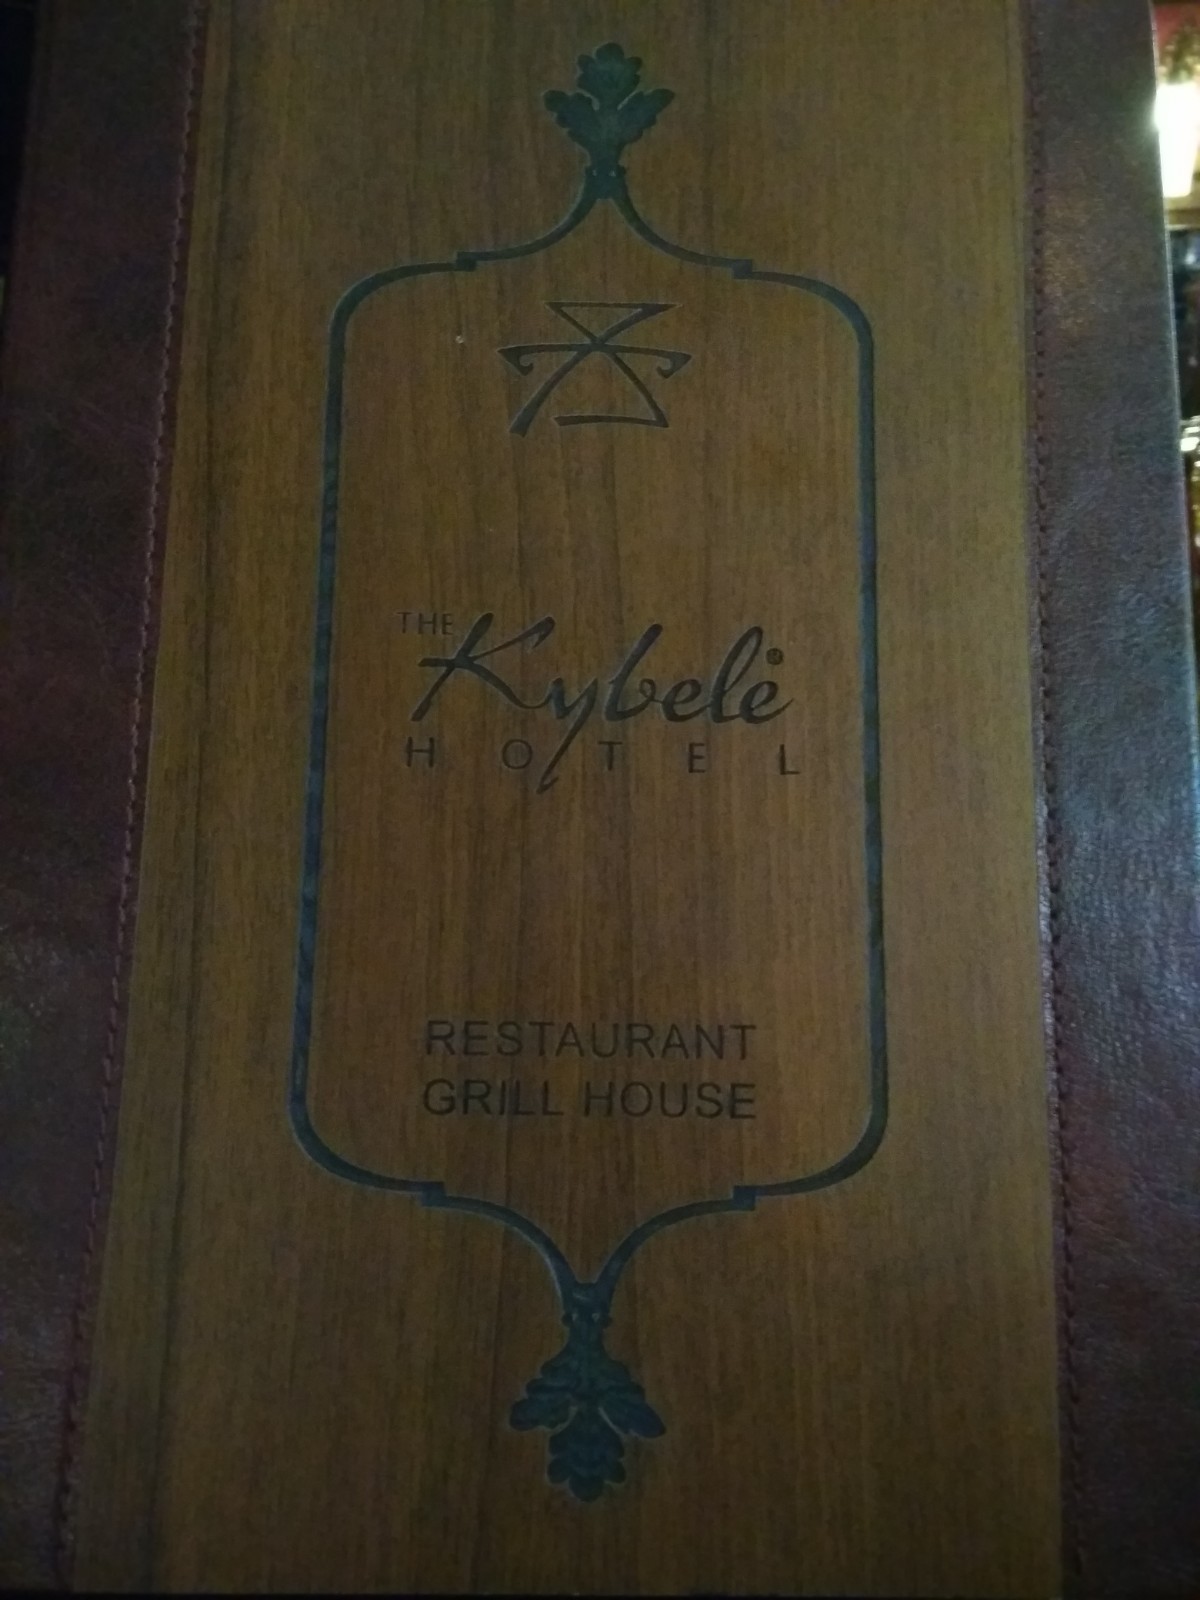 THE Kybele®
HOTEL
RESTAURANT
GRILL HOUSE